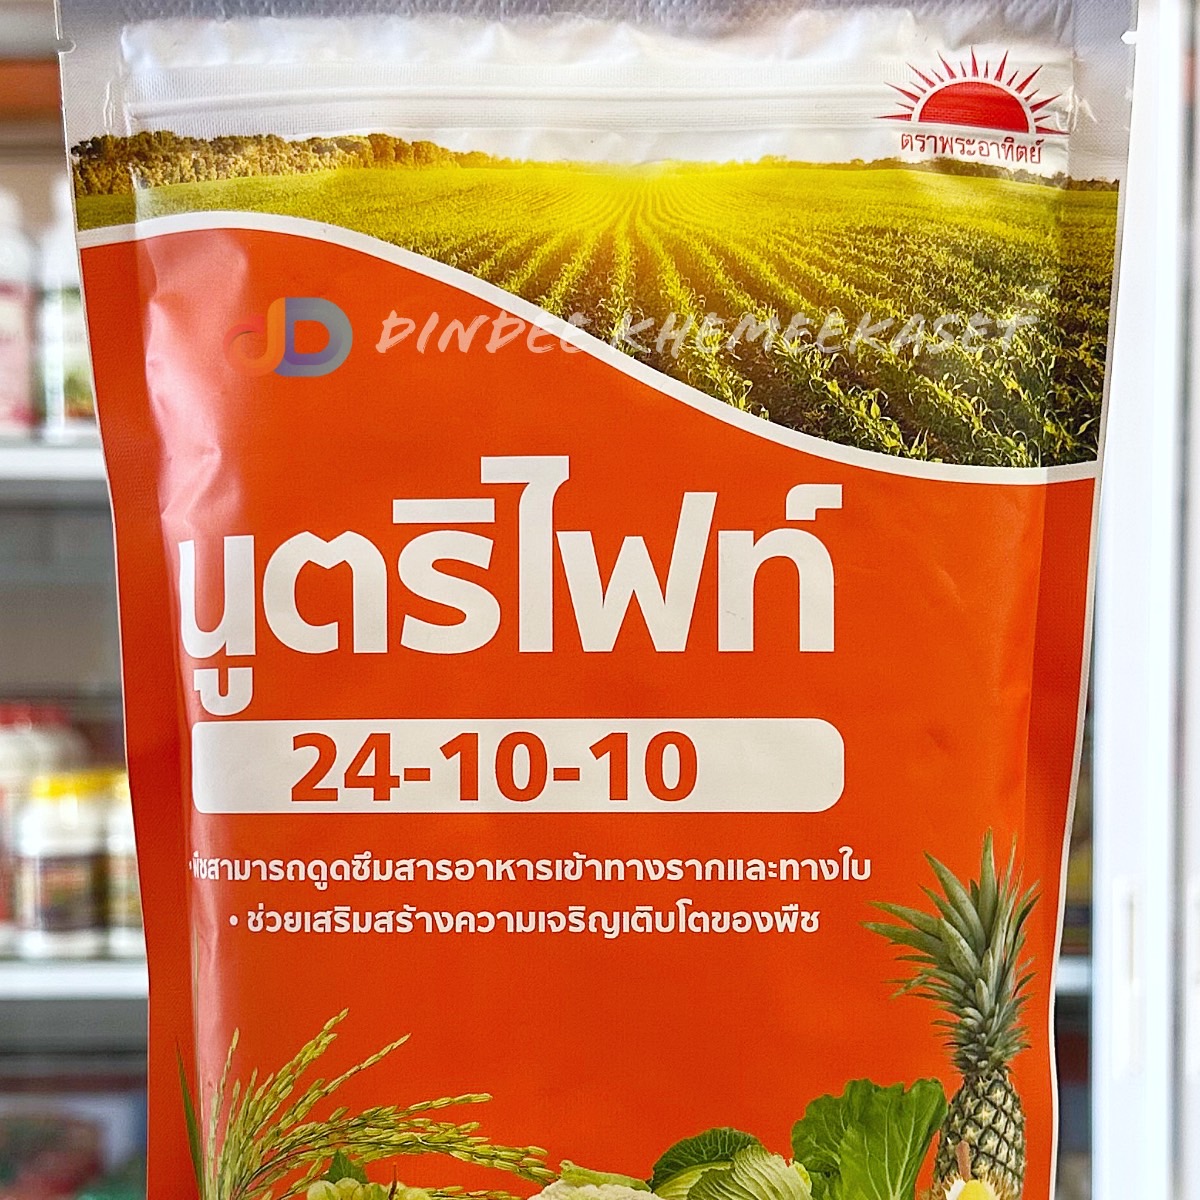 ตราพระอาทิตย์
DINDEE KHEMEEKASET
นูตริไฟท์
24-10-10
•พืชสามารถดูดซึมสารอาหารเข้าทางรากและทางใบ
• ช่วยเสริมสร้างความเจริญเติบโตของพืช